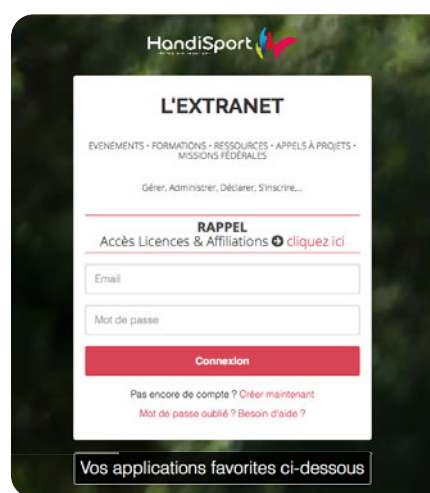 HandiSport
L'EXTRANET
EVENEMENTS • FORMATIONS • RESSOURCES • APPELS À PROJETS •
MISSIONS FÉDÉRALES
Gérer, Administrer, Déclarer, S'inscrire,...
RAPPEL
Accès Licences & Affiliations ➔ cliquez ici
Email
Mot de passe
Connexion
Pas encore de compte ? Créer maintenant
Mot de passe oublié ? Besoin d'aide ?
Vos applications favorites ci-dessous